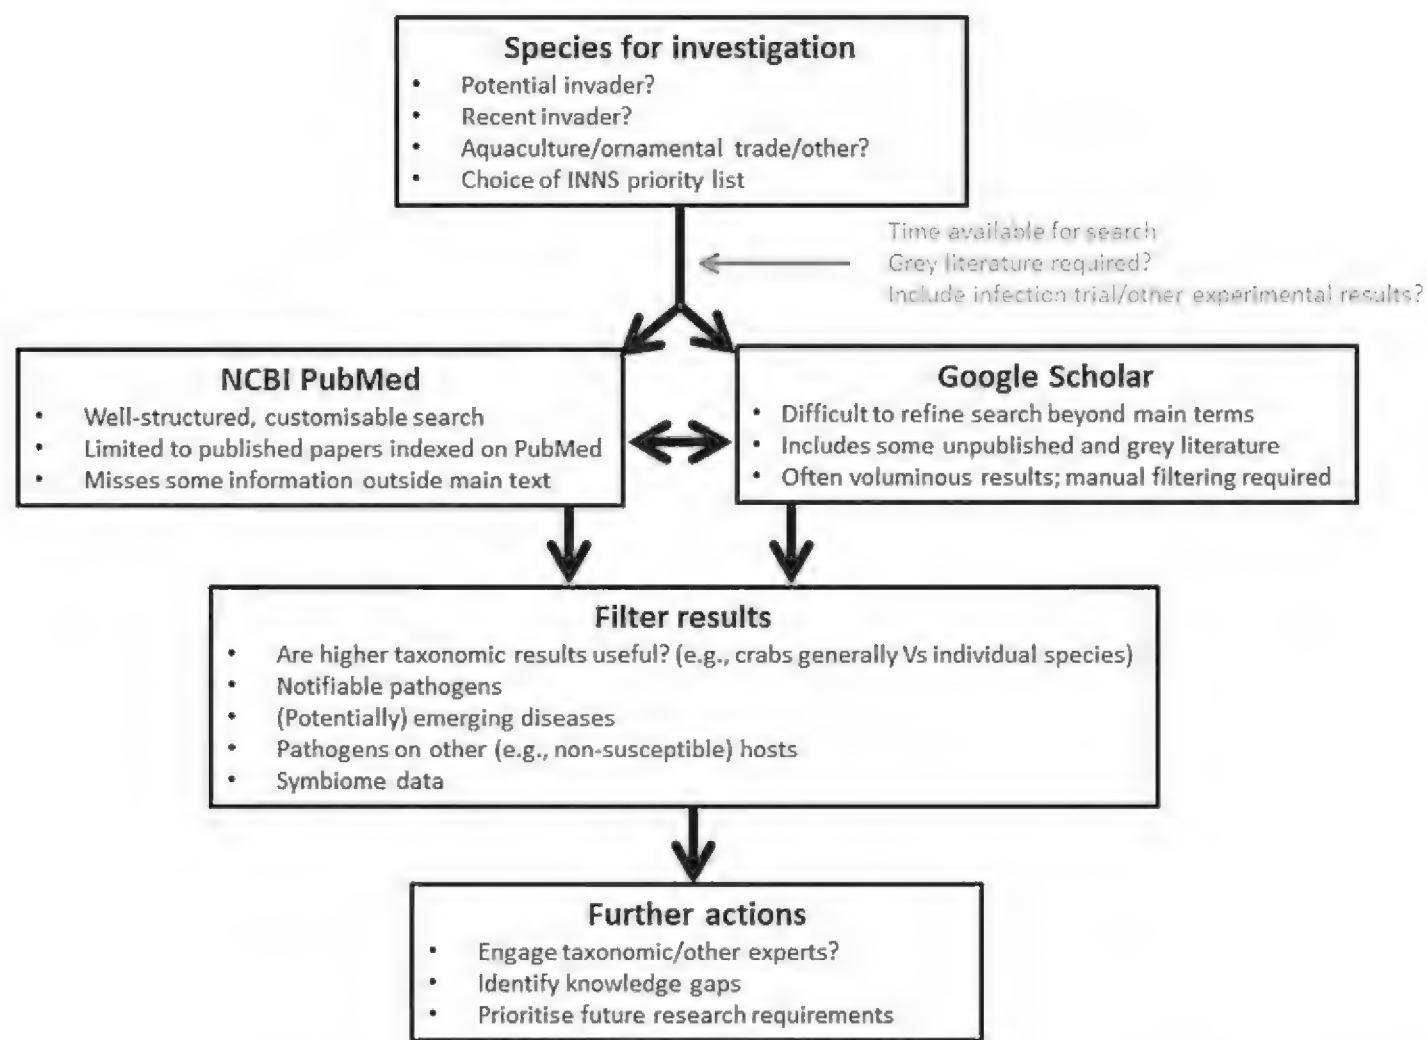 Species for investigation
• Potential invader?
• Recent invader?
• Aquaculture/ornamental trade/other?
• Choice of INNS priority list
Time available for search
Grey literature required?
Include infection trial/other experimental results?
NCBI PubMed
• Well-structured, customisable search
• Limited to published papers indexed on PubMed
• Misses some information outside main text
Google Scholar
• Difficult to refine search beyond main terms
• Includes some unpublished and grey literature
• Often voluminous results; manual filtering required
Filter results
• Are higher taxonomic results useful? (e.g., crabs generally Vs individual species)
• Notifiable pathogens
• (Potentially) emerging diseases
• Pathogens on other (e.g., non-susceptible) hosts
• Symbiome data
Further actions
• Engage taxonomic/other experts?
• Identify knowledge gaps
• Prioritise future research requirements